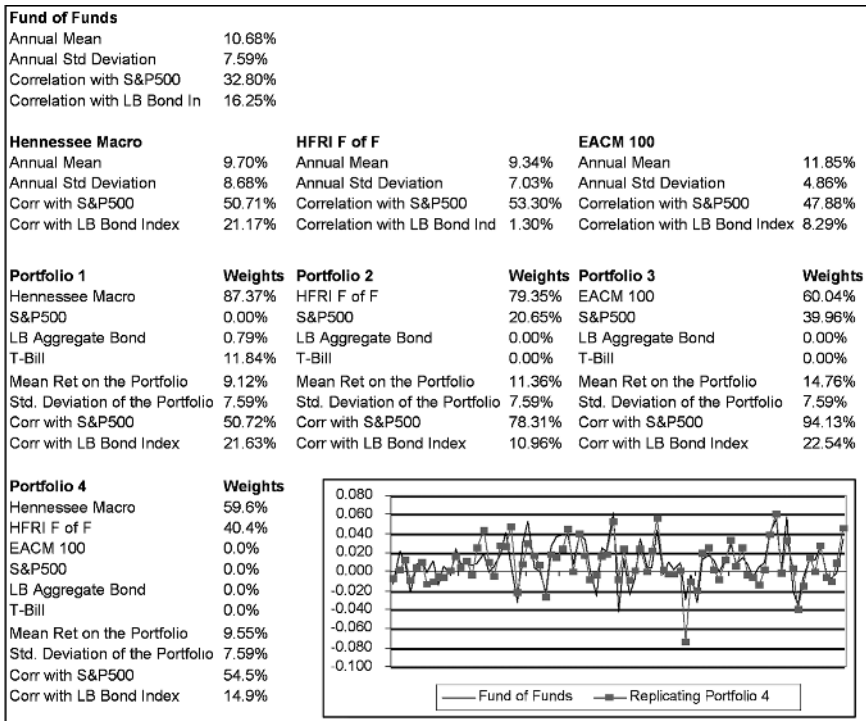 Fund of Funds
Annual Mean 10.68%
Annual Std Deviation 7.59%
Correlation with S&P500 32.80%
Correlation with LB Bond In 16.25%
Hennessee Macro HFRI F of F EACM 100
Annual Mean 9.70% Annual Mean 9.34% Annual Mean 11.85%
Annual Std Deviation 8.68% Annual Std Deviation 7.03% Annual Std Deviation 4.86%
Corr with S&P500 50.71% Correlation with S&P500 53.30% Correlation with S&P500 47.88%
Corr with LB Bond Index 21.17% Correlation with LB Bond Ind 1.30% Correlation with LB Bond Index 8.29%
Portfolio 1 Weights Portfolio 2 Weights Portfolio 3 Weights
Hennessee Macro 87.37% HFRI F of F 79.35% EACM 100 60.04%
S&P500 0.00% S&P500 20.65% S&P500 39.96%
LB Aggregate Bond 0.79% LB Aggregate Bond 0.00% LB Aggregate Bond 0.00%
T-Bill 11.84% T-Bill 0.00% T-Bill 0.00%
Mean Ret on the Portfolio 9.12% Mean Ret on the Portfolio 11.36% Mean Ret on the Portfolio 14.76%
Std. Deviation of the Portfolio 7.59% Std. Deviation of the Portfolio 7.59% Std. Deviation of the Portfolio 7.59%
Corr with S&P500 50.72% Corr with S&P500 78.31% Corr with S&P500 94.13%
Corr with LB Bond Index 21.63% Corr with LB Bond Index 10.96% Corr with LB Bond Index 22.54%
Portfolio 4 Weights
Hennessee Macro 59.6%
HFRI F of F 40.4%
EACM 100 0.0%
S&P500 0.0%
LB Aggregate Bond 0.0%
T-Bill 0.0%
Mean Ret on the Portfolio 9.55%
Std. Deviation of the Portfolio 7.59%
Corr with S&P500 54.5%
Corr with LB Bond Index 14.9%
0.080
0.060
0.040
0.020
0.000
-0.020
-0.040
-0.060
-0.080
-0.100
Fund of Funds Replicating Portfolio 4